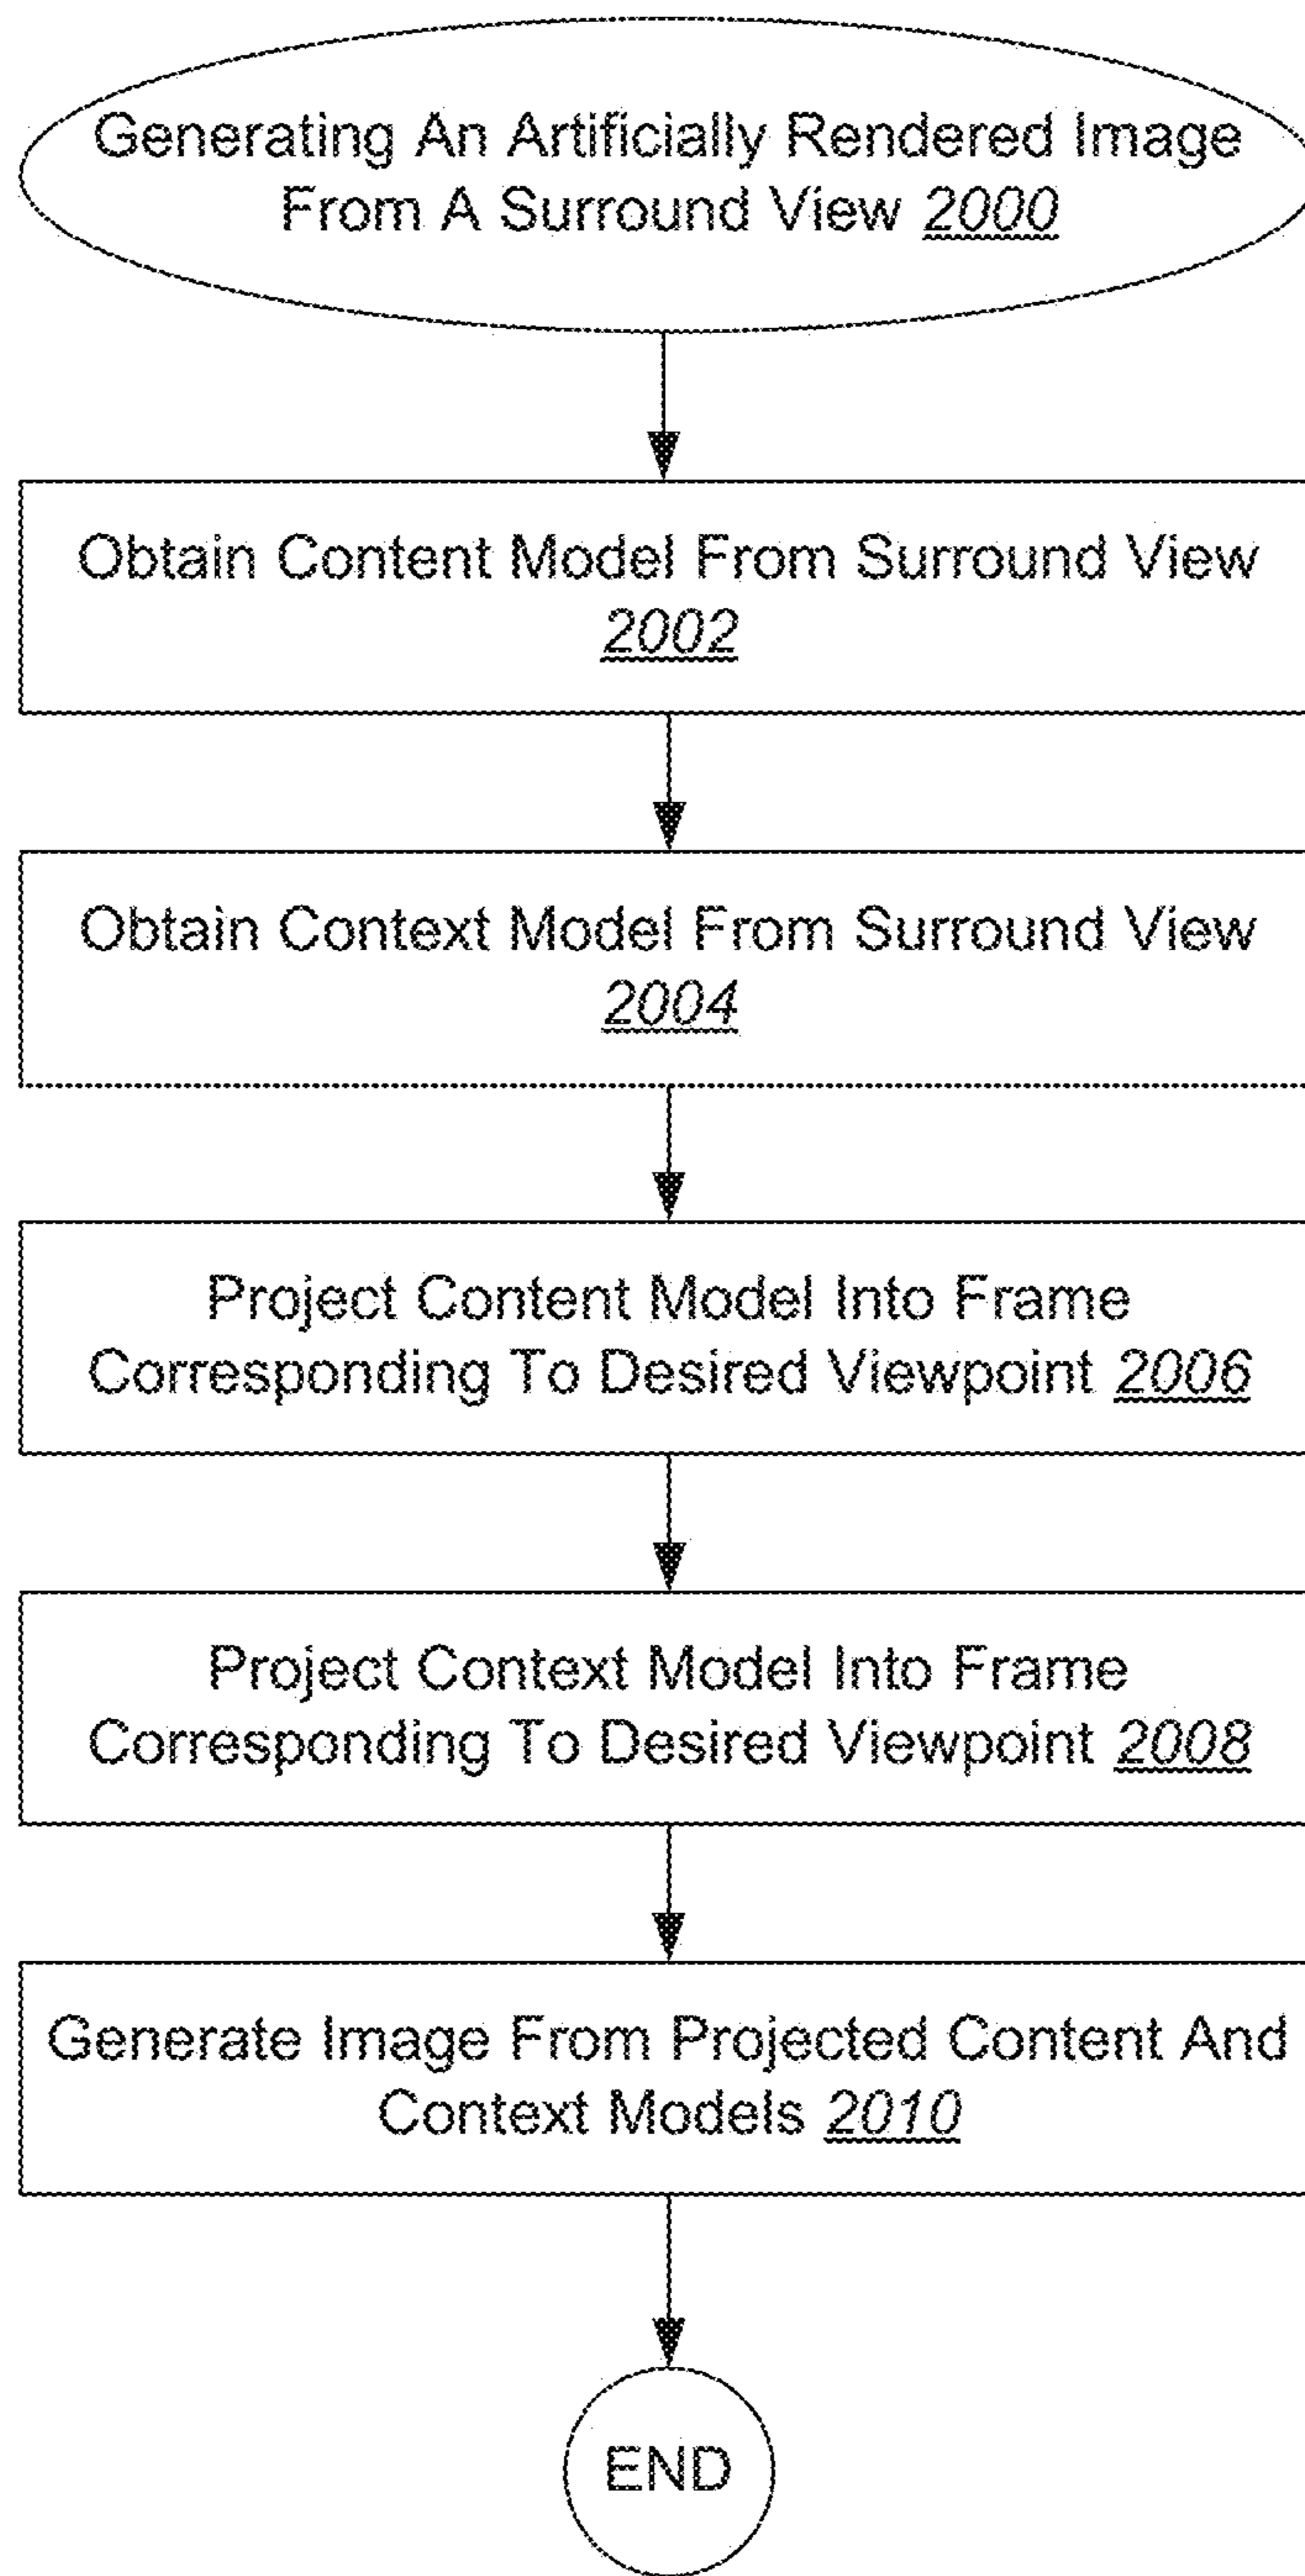 Generating An Artificially Rendered Image
From A Surround View 2000
Obtain Content Model From Surround View
2002
Obtain Context Model From Surround View
2004
Project Content Model Into Frame
Corresponding To Desired Viewpoint 2006
Project Context Model Into Frame
Corresponding To Desired Viewpoint 2008
Generate Image From Projected Content And
Context Models 2010
END